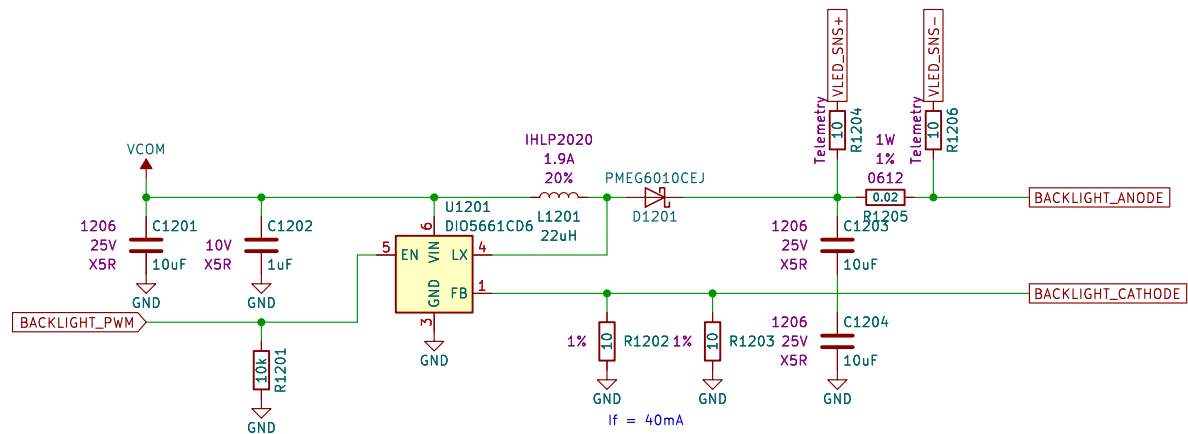 VLED_SNS+
VLED_SNS-
Telemetry
10
R1204
Telemetry
10
R1206
VCOM
IHLP2020
1.9A
20%
L1201
22uH
PMEG6010CEJ
D1201
1W
1%
0612
0.02
R1205
BACKLIGHT_ANODE
1206
25V
X5R
C1201
10uF
GND
10V
X5R
C1202
1uF
GND
U1201
DIO5661CD6
6
VIN
5
EN
LX
4
FB
1
GND
3
GND
1206
25V
X5R
C1203
10uF
BACKLIGHT_CATHODE
BACKLIGHT_PWM
10k
R1201
GND
1%
10
R1202
GND
1%
10
R1203
GND
1206
25V
X5R
C1204
10uF
GND
If = 40mA